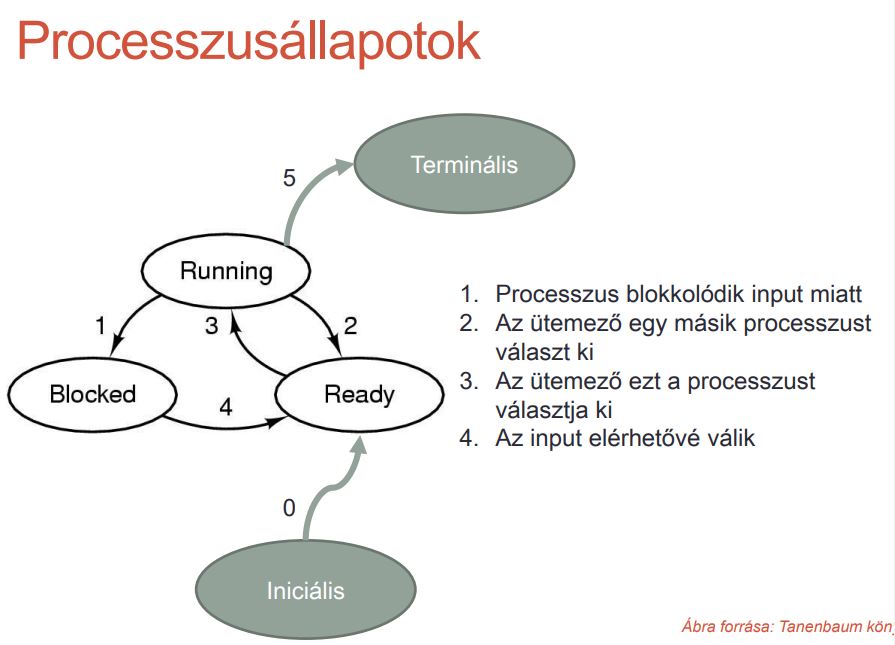 Processzusállapotok
Terminális
5
Running
1
3
2
Blocked
4
Ready
0
Iniciális
1. Processzus blokkolódik input miatt
2. Az ütemező egy másik processzust
választ ki
3. Az ütemező ezt a processzust
választja ki
4. Az input elérhetővé válik
Ábra forrása: Tanenbaum